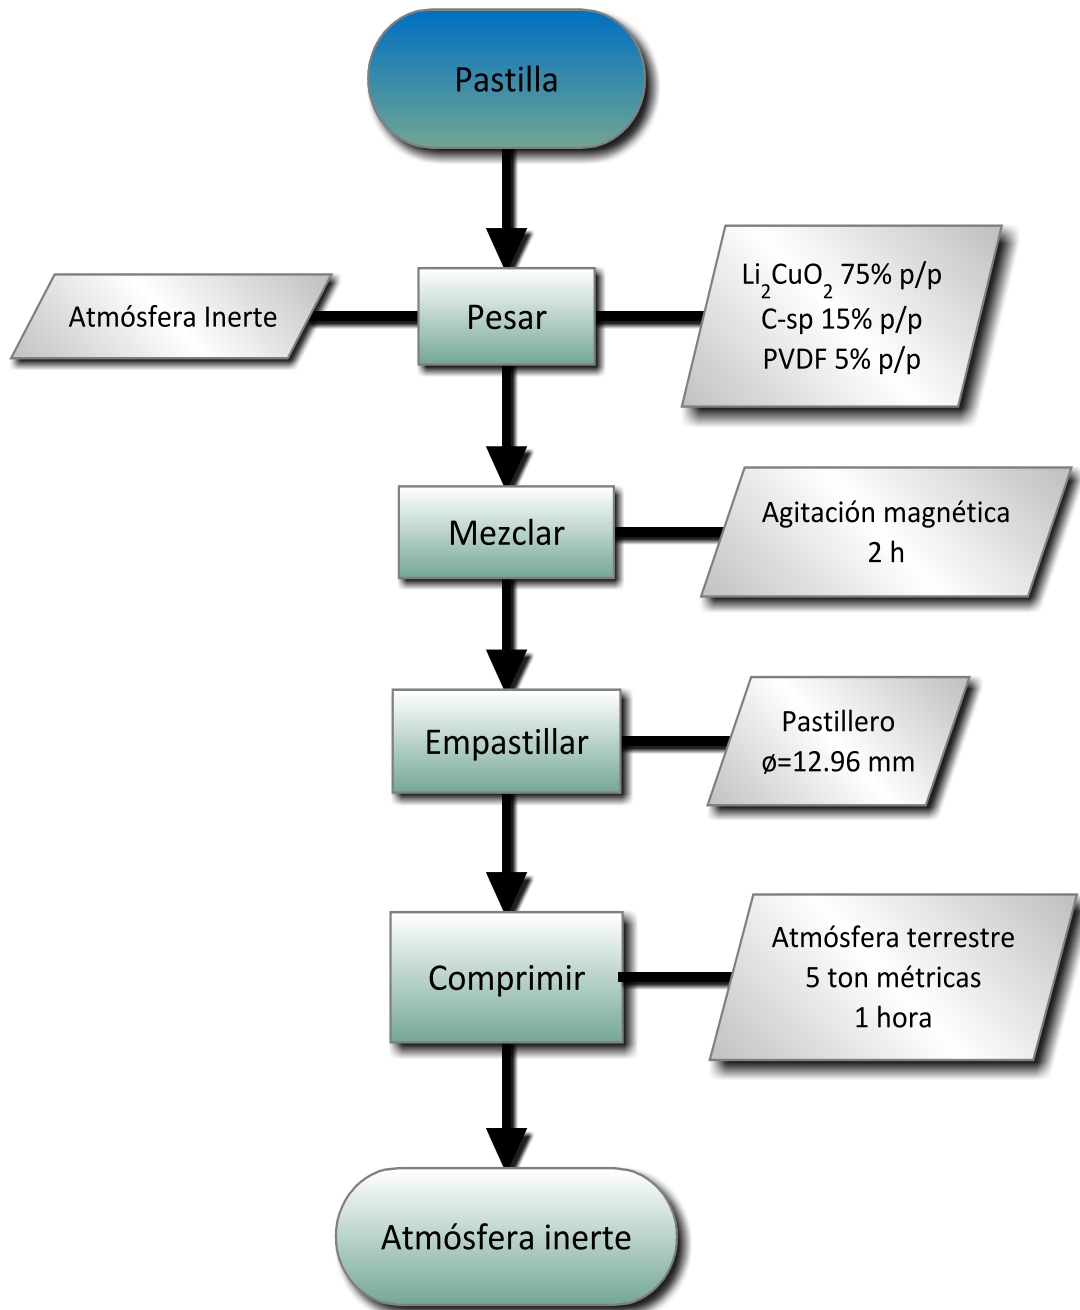 Pastilla
Atmósfera Inerte
Pesar
Li₂CuO₂ 75% p/p
C-sp 15% p/p
PVDF 5% p/p
Mezclar
Agitación magnética
2 h
Empastillar
Pastillero
ø=12.96 mm
Comprimir
Atmósfera terrestre
5 ton métricas
1 hora
Atmósfera inerte